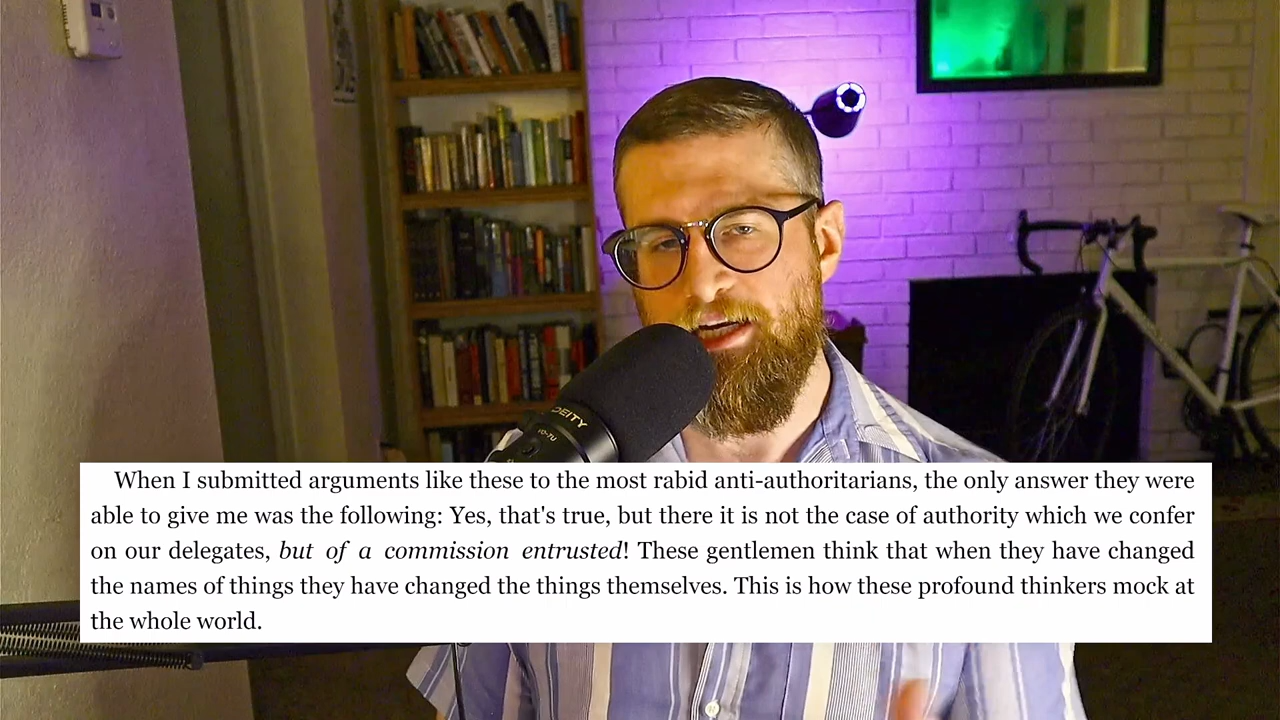 DEITY
VO-7U
When I submitted arguments like these to the most rabid anti-authoritarians, the only answer they were
able to give me was the following: Yes, that's true, but there it is not the case of authority which we confer
on our delegates, but of a commission entrusted! These gentlemen think that when they have changed
the names of things they have changed the things themselves. This is how these profound thinkers mock at
the whole world.